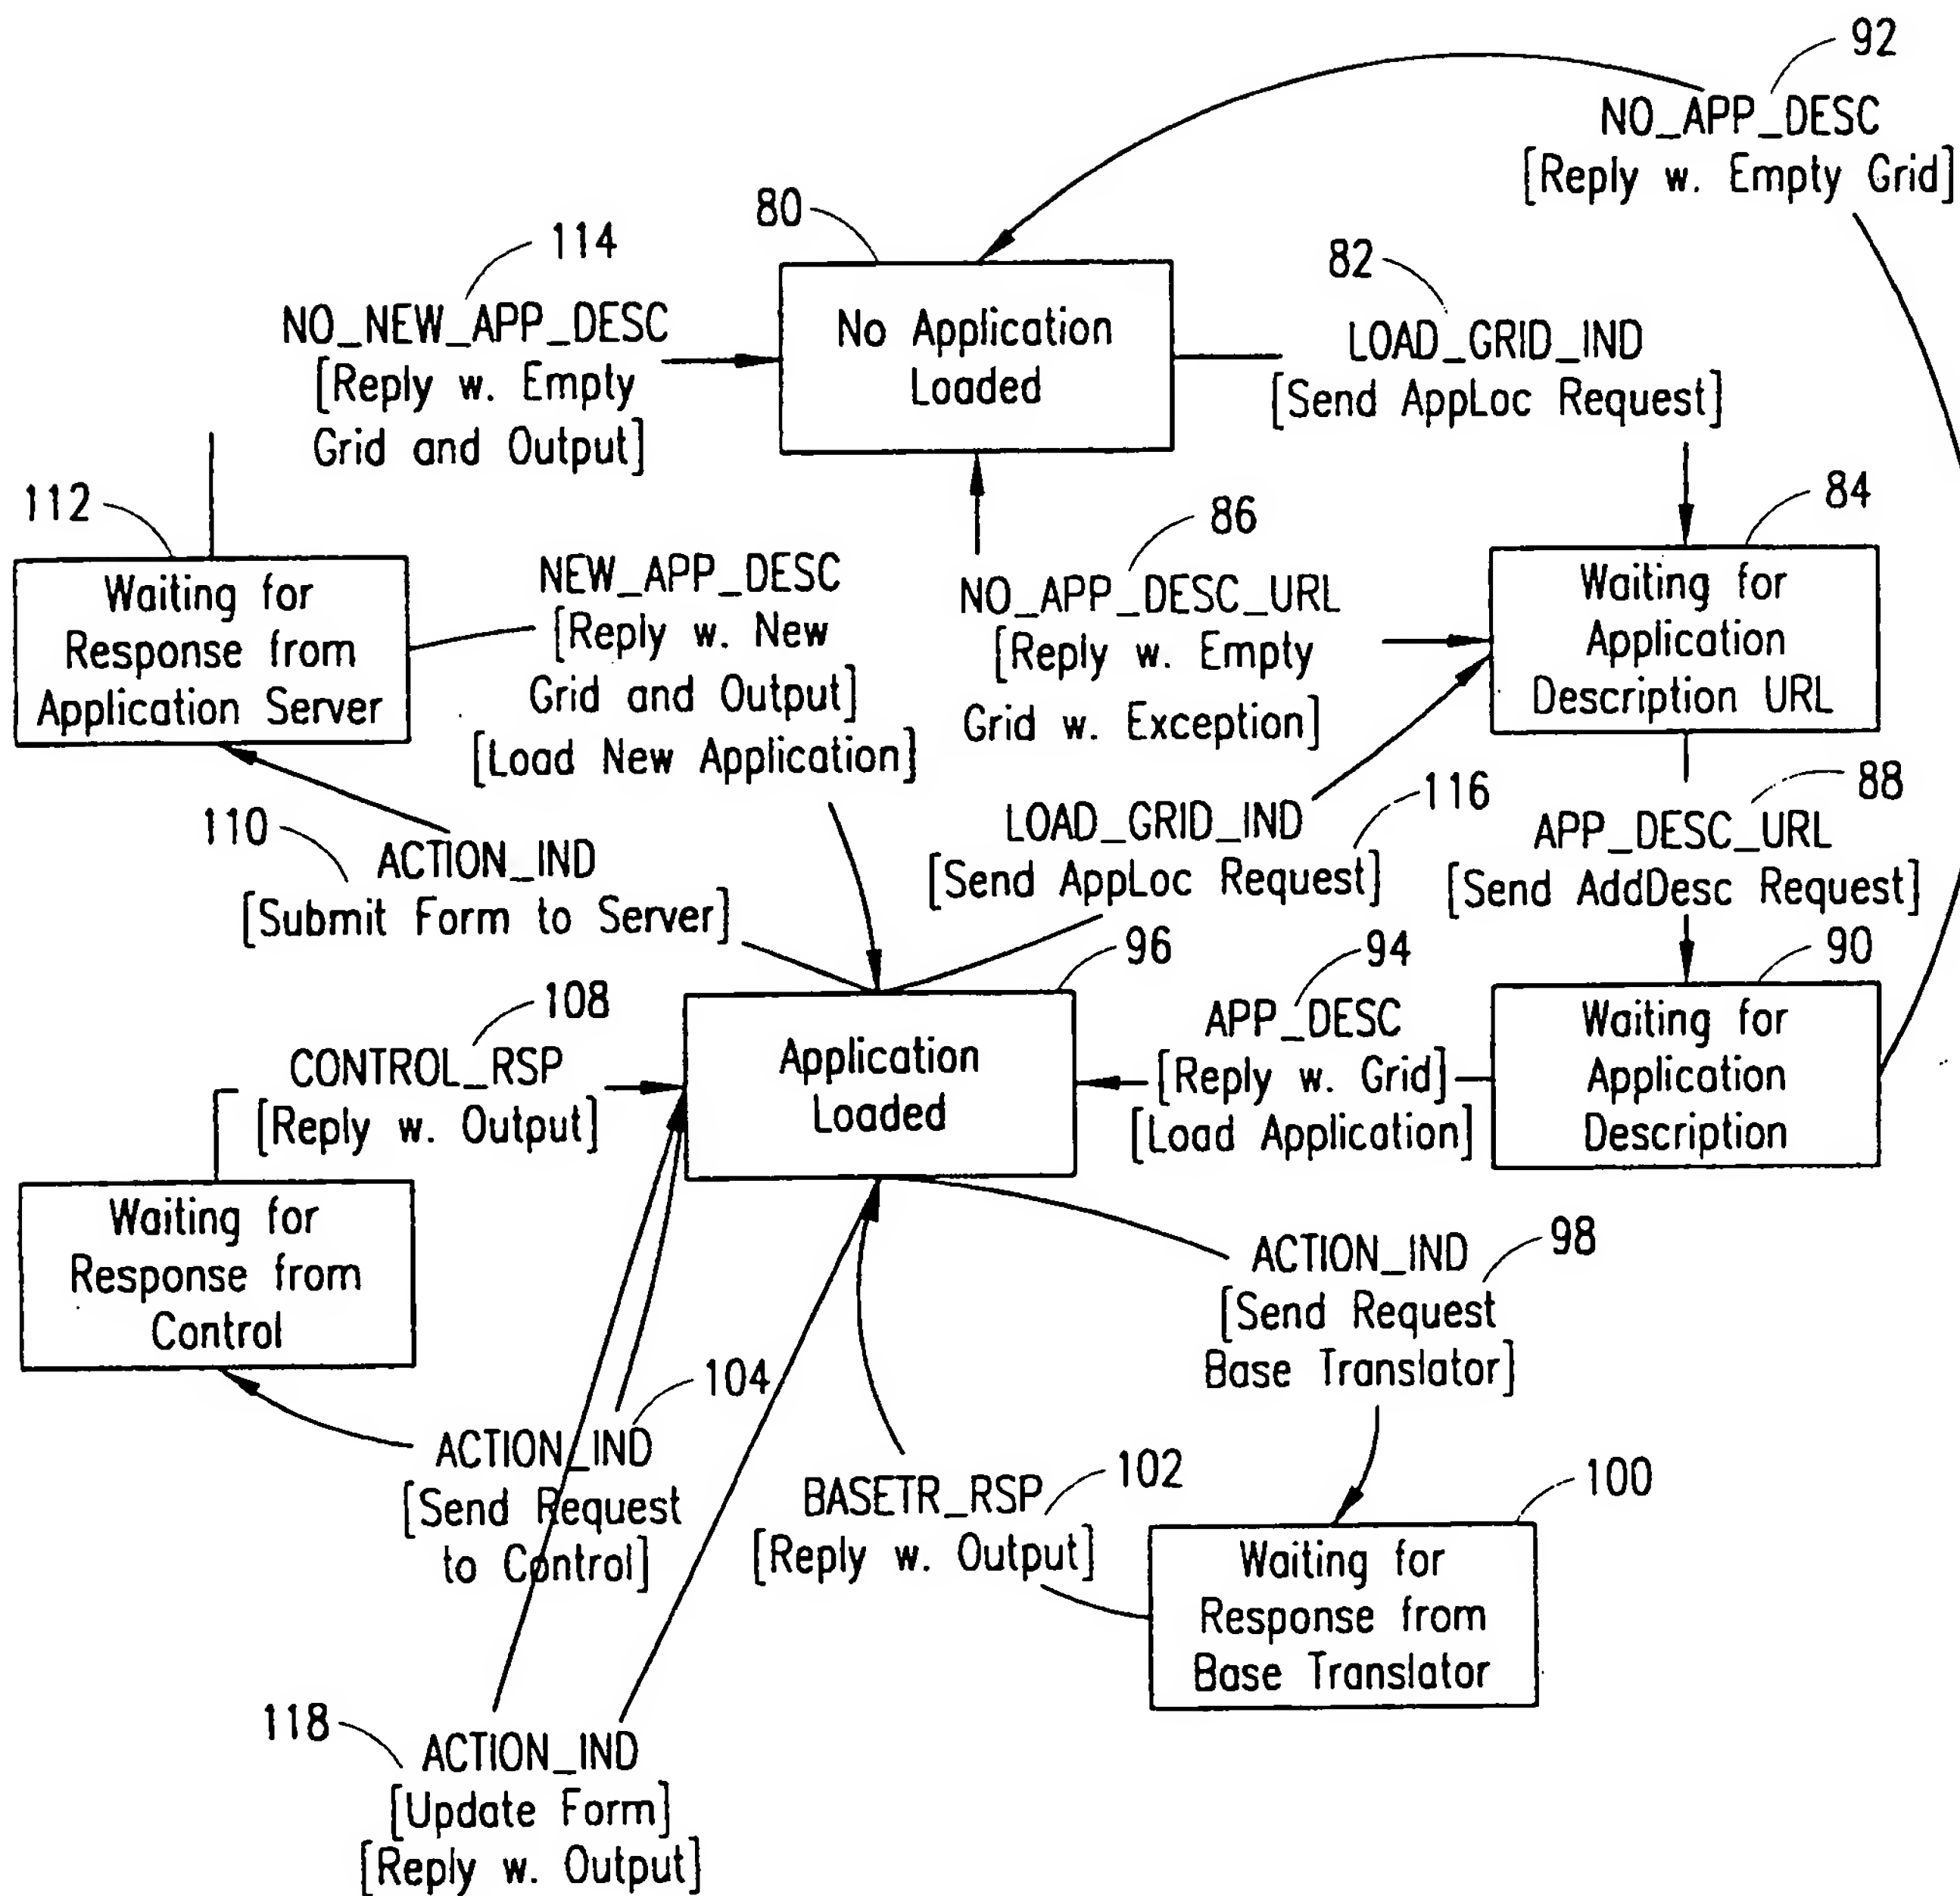 92
NO_APP_DESC
[Reply w. Empty Grid]
80
114
82
NO_NEW_APP_DESC
[Reply w. Empty
Grid and Output]
No Application
Loaded
LOAD_GRID_IND
[Send AppLoc Request]
112
86
84
Waiting for
Response from
Application Server
NEW_APP_DESC
[Reply w. New
Grid and Output]
[Load New Application]
NO_APP_DESC_URL
[Reply w. Empty
Grid w. Exception]
Waiting for
Application
Description URL
110
ACTION_IND
[Submit Form to Server]
LOAD_GRID_IND
[Send AppLoc Request]
116
88
APP_DESC_URL
[Send AddDesc Request]
108
96
94
90
CONTROL_RSP
[Reply w. Output]
Application
Loaded
APP_DESC
[Reply w. Grid]
[Load Application]
Waiting for
Application
Description
Waiting for
Response from
Control
98
ACTION_IND
[Send Request
Base Translator]
104
ACTION_IND
[Send Request
to Control]
BASETR_RSP
[Reply w. Output]
102
100
Waiting for
Response from
Base Translator
118
ACTION_IND
[Update Form]
[Reply w. Output]